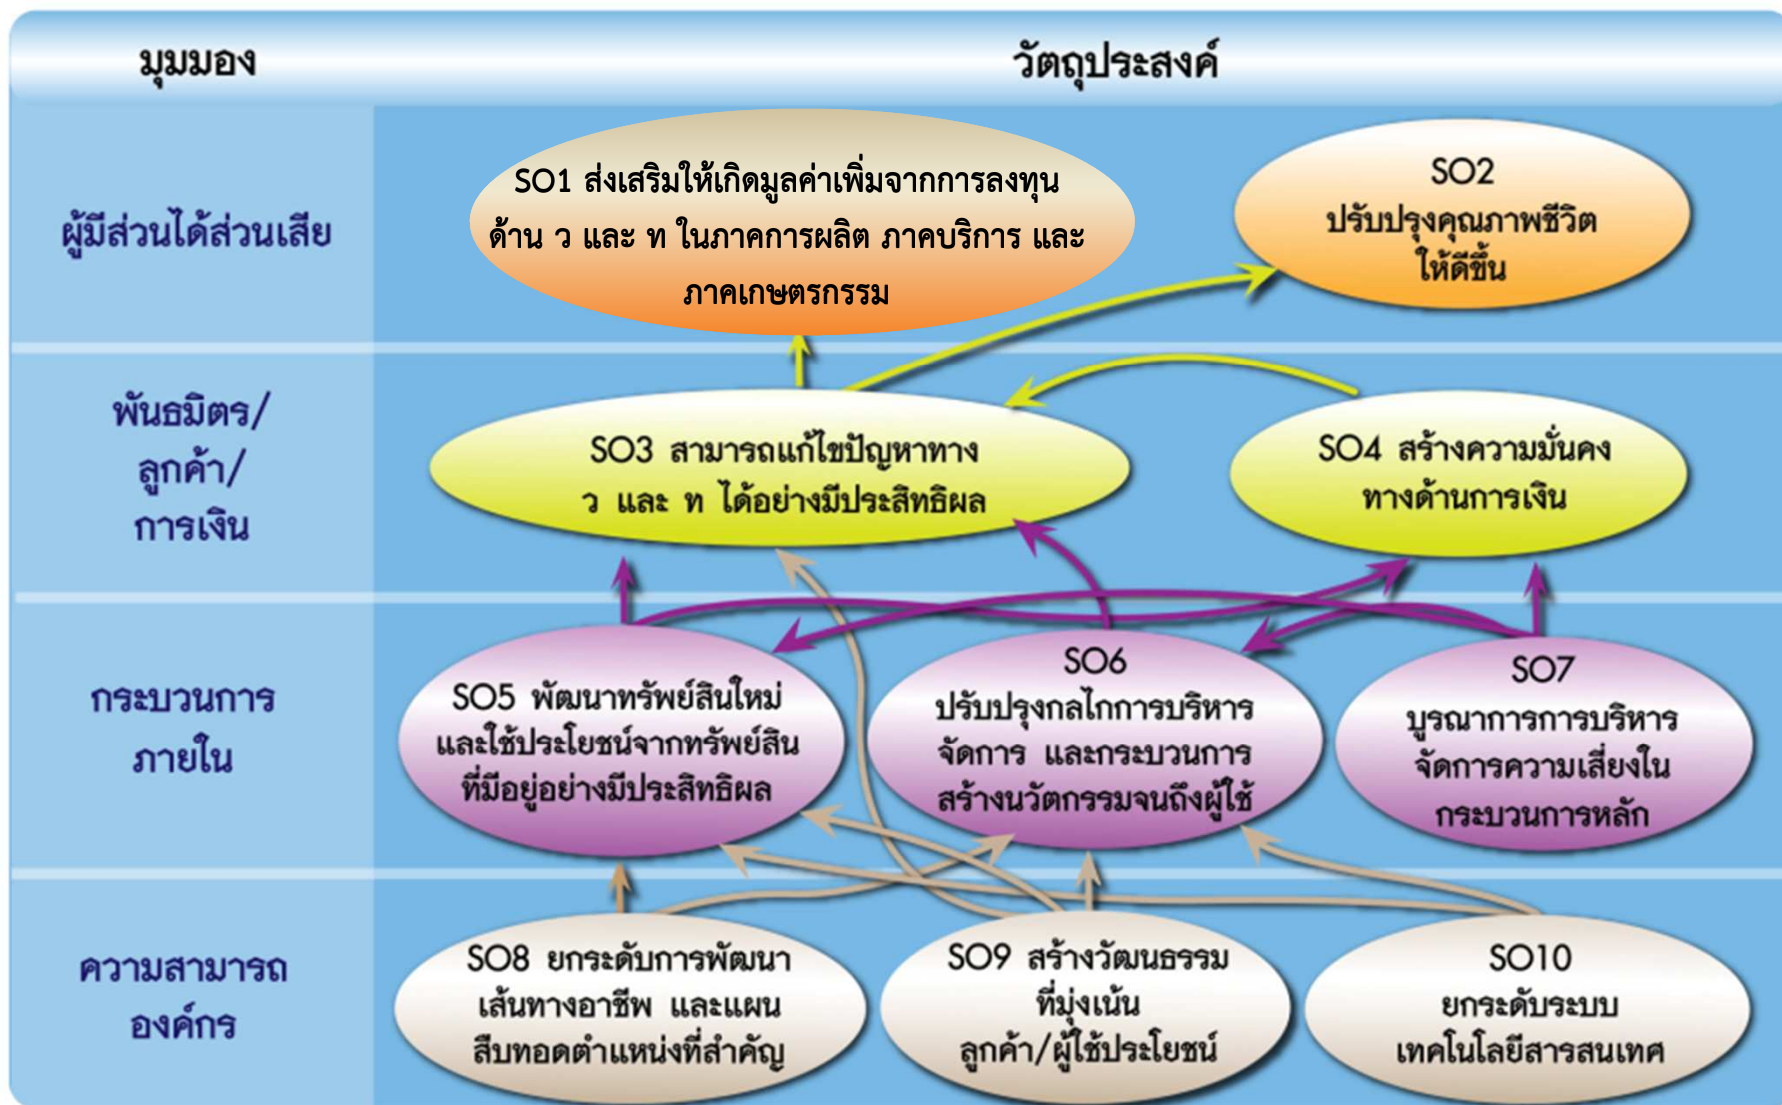 มุมมอง
วัตถุประสงค์
ผู้มีส่วนได้ส่วนเสีย
SO1 ส่งเสริมให้เกิดมูลค่าเพิ่มจากการลงทุน
ด้าน ว และ ท ในภาคการผลิต ภาคบริการ และ
ภาคเกษตรกรรม
SO2
ปรับปรุงคุณภาพชีวิต
ให้ดีขึ้น
พันธมิตร/
ลูกค้า/
การเงิน
SO3 สามารถแก้ไขปัญหาทาง
ว และ ท ได้อย่างมีประสิทธิผล
SO4 สร้างความมั่นคง
ทางด้านการเงิน
กระบวนการ
ภายใน
SO5 พัฒนาทรัพย์สินใหม่
และใช้ประโยชน์จากทรัพย์สิน
ที่มีอยู่อย่างมีประสิทธิผล
SO6
ปรับปรุงกลไกการบริหาร
จัดการ และกระบวนการ
สร้างนวัตกรรมจนถึงผู้ใช้
SO7
บูรณาการการบริหาร
จัดการความเสี่ยงใน
กระบวนการหลัก
ความสามารถ
องค์กร
SO8 ยกระดับการพัฒนา
เส้นทางอาชีพ และแผน
สืบทอดตำแหน่งที่สำคัญ
SO9 สร้างวัฒนธรรม
ที่มุ่งเน้น
ลูกค้า/ผู้ใช้ประโยชน์
SO10
ยกระดับระบบ
เทคโนโลยีสารสนเทศ